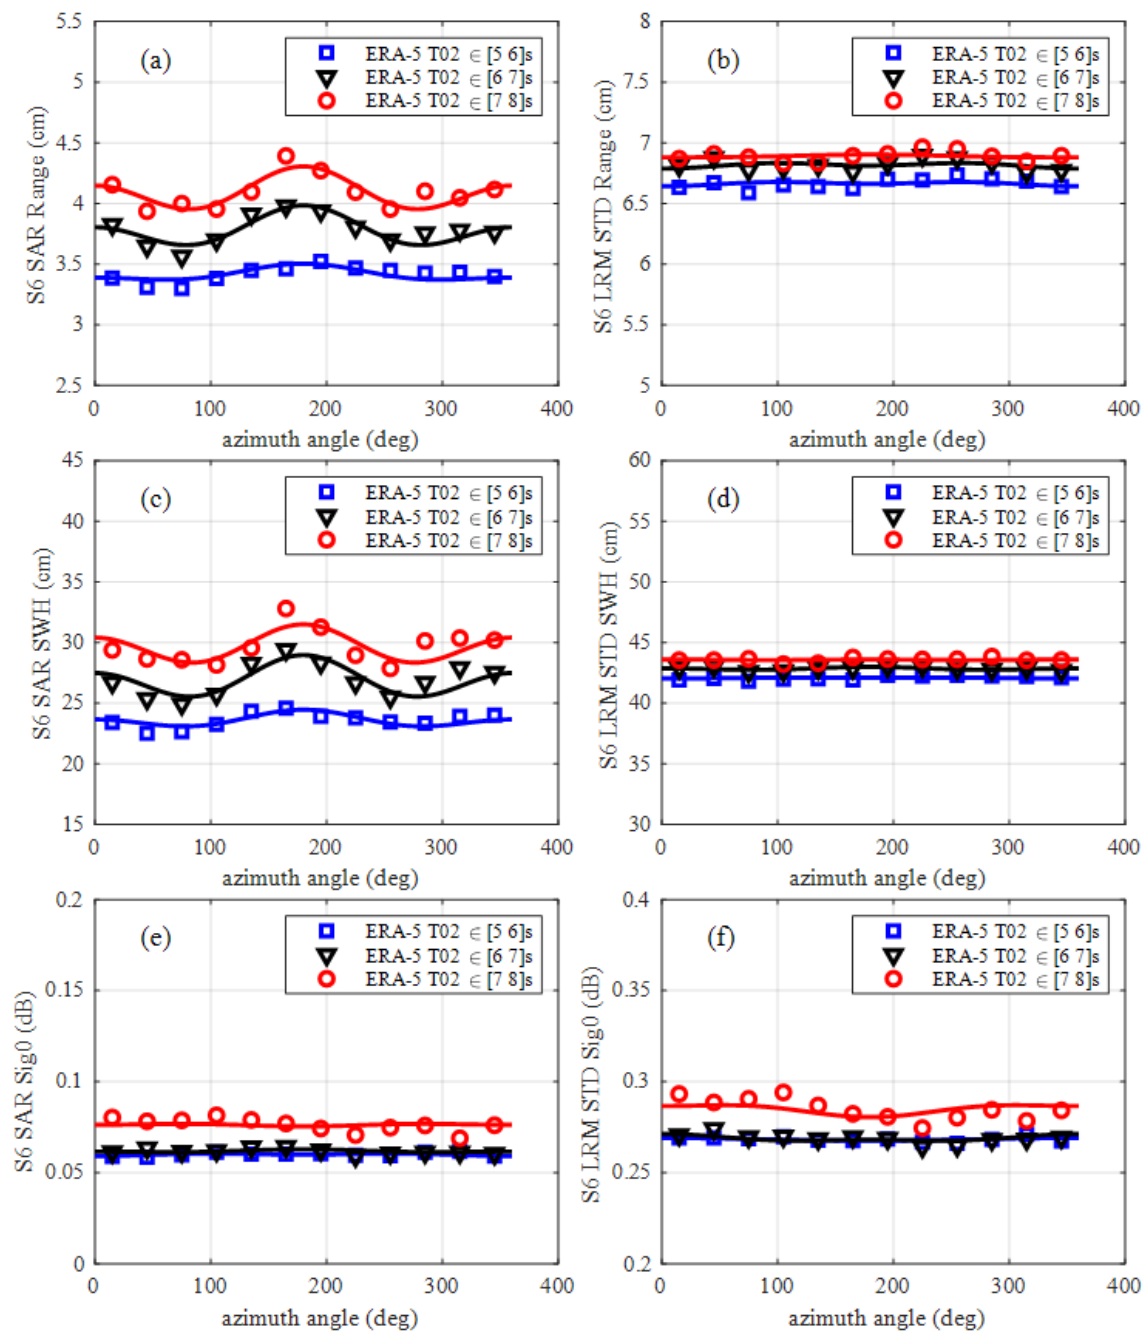 (a)
ERA-5 T02 ∈ [5 6]s
ERA-5 T02 ∈ [6 7]s
ERA-5 T02 ∈ [7 8]s
S6 SAR Range (cm)
5.5
5
4.5
4
3.5
3
2.5
0 100 200 300 400
azimuth angle (deg)
(b)
ERA-5 T02 ∈ [5 6]s
ERA-5 T02 ∈ [6 7]s
ERA-5 T02 ∈ [7 8]s
S6 LRM STD Range (cm)
8
7.5
7
6.5
6
5.5
5
0 100 200 300 400
azimuth angle (deg)
(c)
ERA-5 T02 ∈ [5 6]s
ERA-5 T02 ∈ [6 7]s
ERA-5 T02 ∈ [7 8]s
S6 SAR SWH (cm)
45
40
35
30
25
20
15
0 100 200 300 400
azimuth angle (deg)
(d)
ERA-5 T02 ∈ [5 6]s
ERA-5 T02 ∈ [6 7]s
ERA-5 T02 ∈ [7 8]s
S6 LRM STD SWH (cm)
60
55
50
45
40
35
30
0 100 200 300 400
azimuth angle (deg)
(e)
ERA-5 T02 ∈ [5 6]s
ERA-5 T02 ∈ [6 7]s
ERA-5 T02 ∈ [7 8]s
S6 SAR Sig0 (dB)
0.2
0.15
0.1
0.05
0
0 100 200 300 400
azimuth angle (deg)
(f)
ERA-5 T02 ∈ [5 6]s
ERA-5 T02 ∈ [6 7]s
ERA-5 T02 ∈ [7 8]s
S6 LRM STD Sig0 (dB)
0.4
0.35
0.3
0.25
0.2
0 100 200 300 400
azimuth angle (deg)